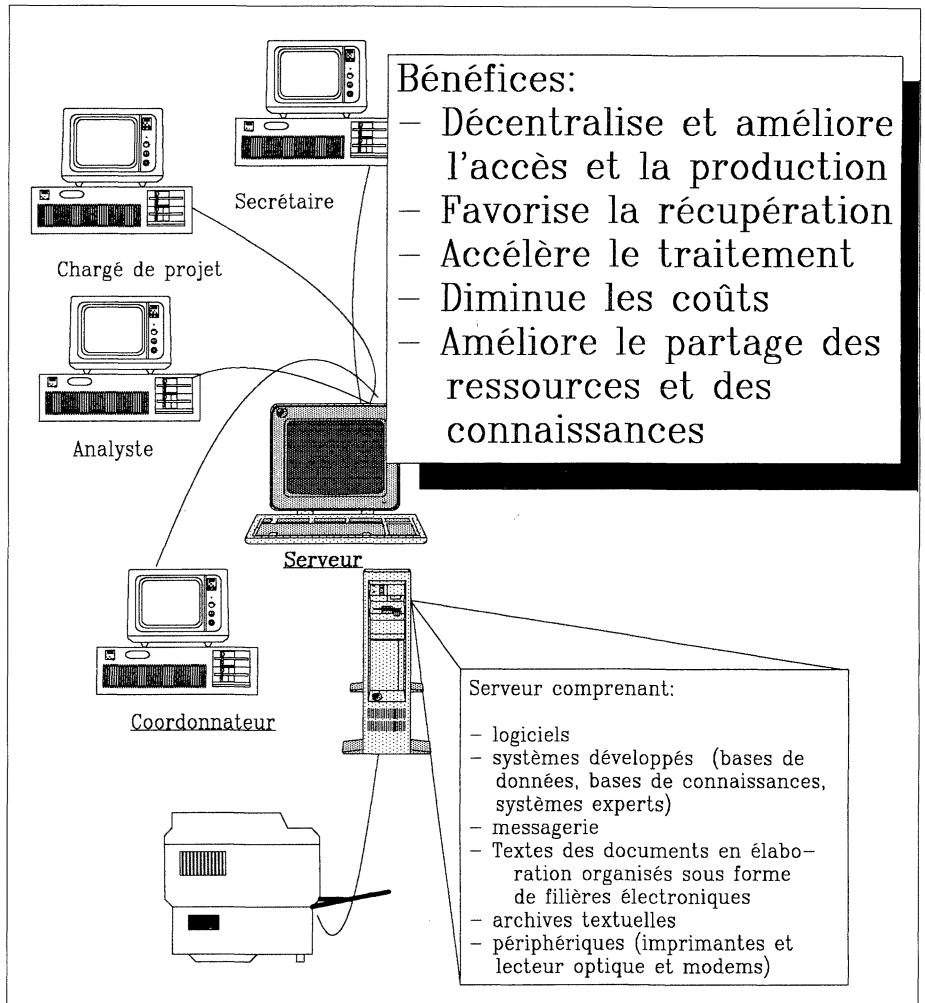 Bénéfices:
– Décentralise et améliore
l'accès et la production
– Favorise la récupération
– Accélère le traitement
– Diminue les coûts
– Améliore le partage des
ressources et des
connaissances
Secrétaire
Chargé de projet
Analyste
Serveur
Coordonnateur
Serveur comprenant:
– logiciels
– systèmes développés (bases de
données, bases de connaissances,
systèmes experts)
– messagerie
– Textes des documents en élabo–
ration organisés sous forme
de filières électroniques
– archives textuelles
– périphériques (imprimantes et
lecteur optique et modems)